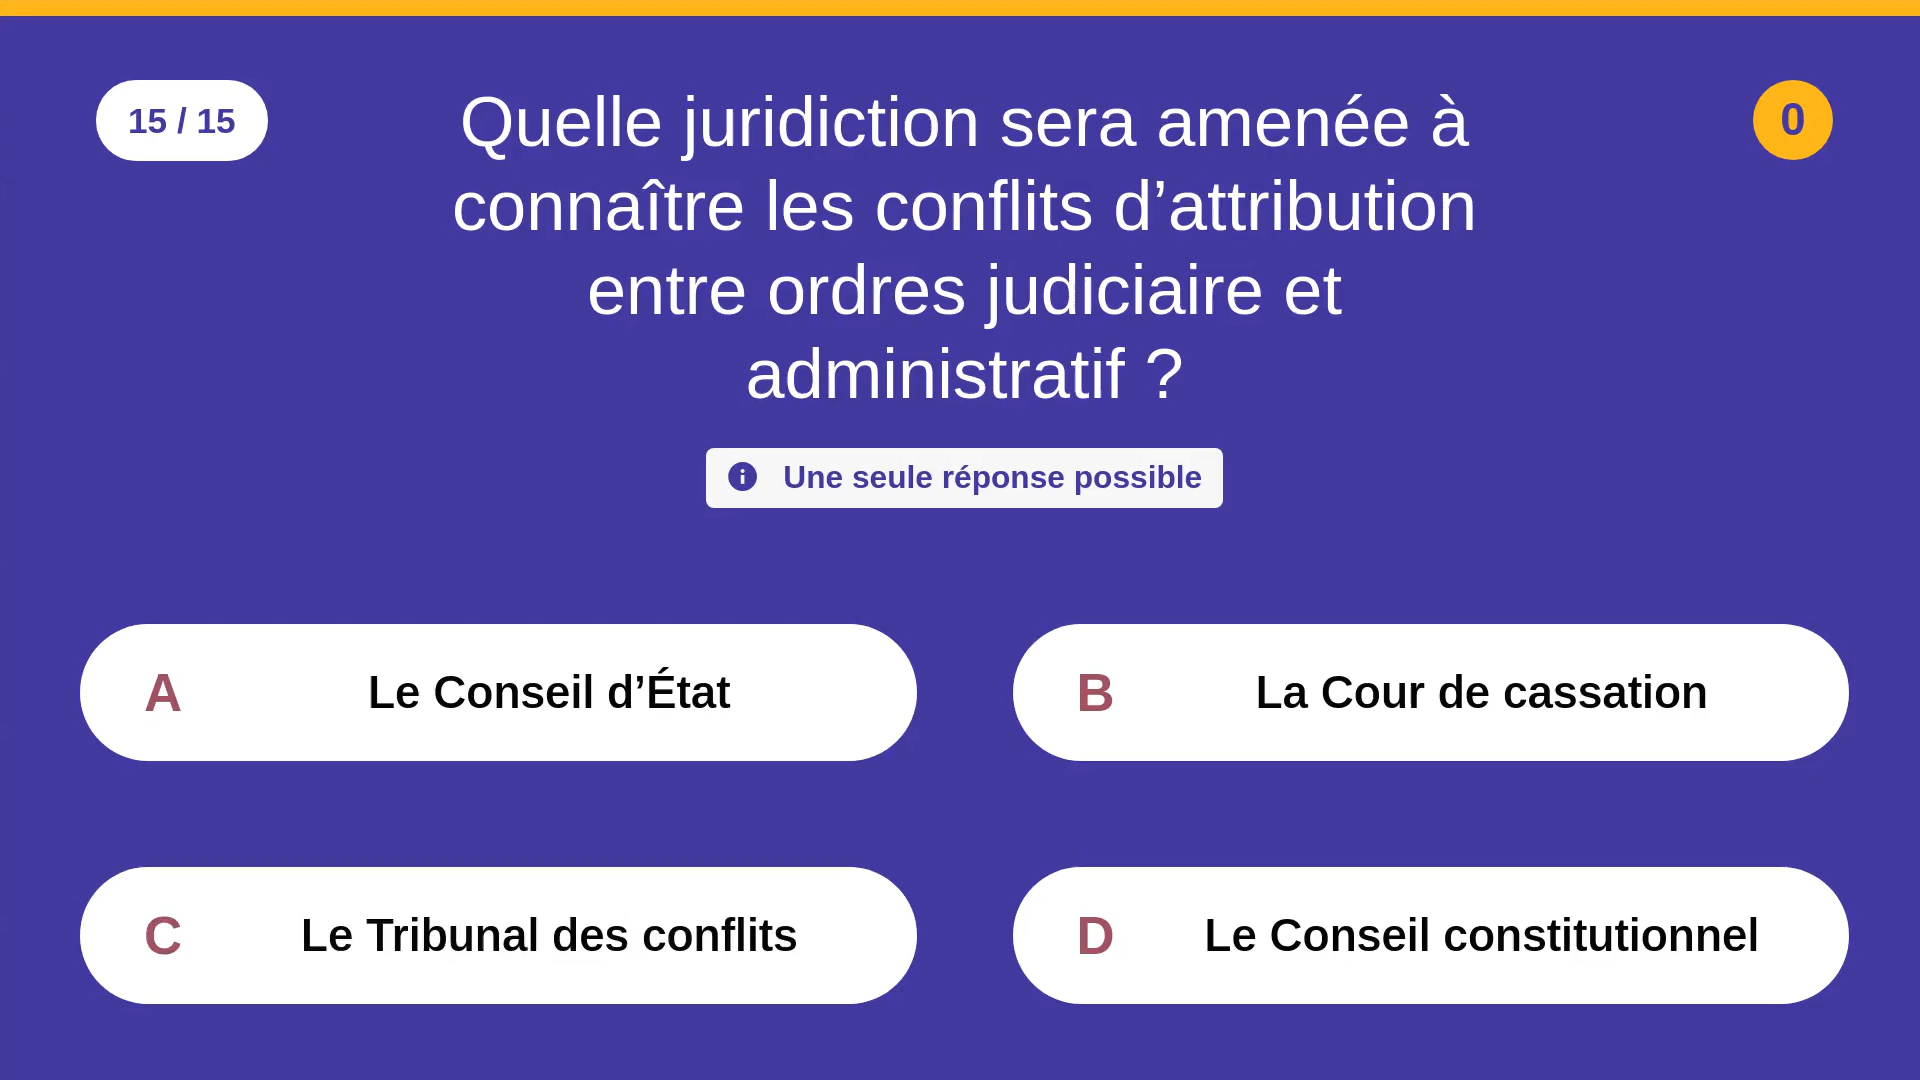 15 / 15
Quelle juridiction sera amenée à
connaître les conflits d’attribution
entre ordres judiciaire et
administratif ?
0
Une seule réponse possible
A Le Conseil d’État
B La Cour de cassation
C Le Tribunal des conflits
D Le Conseil constitutionnel